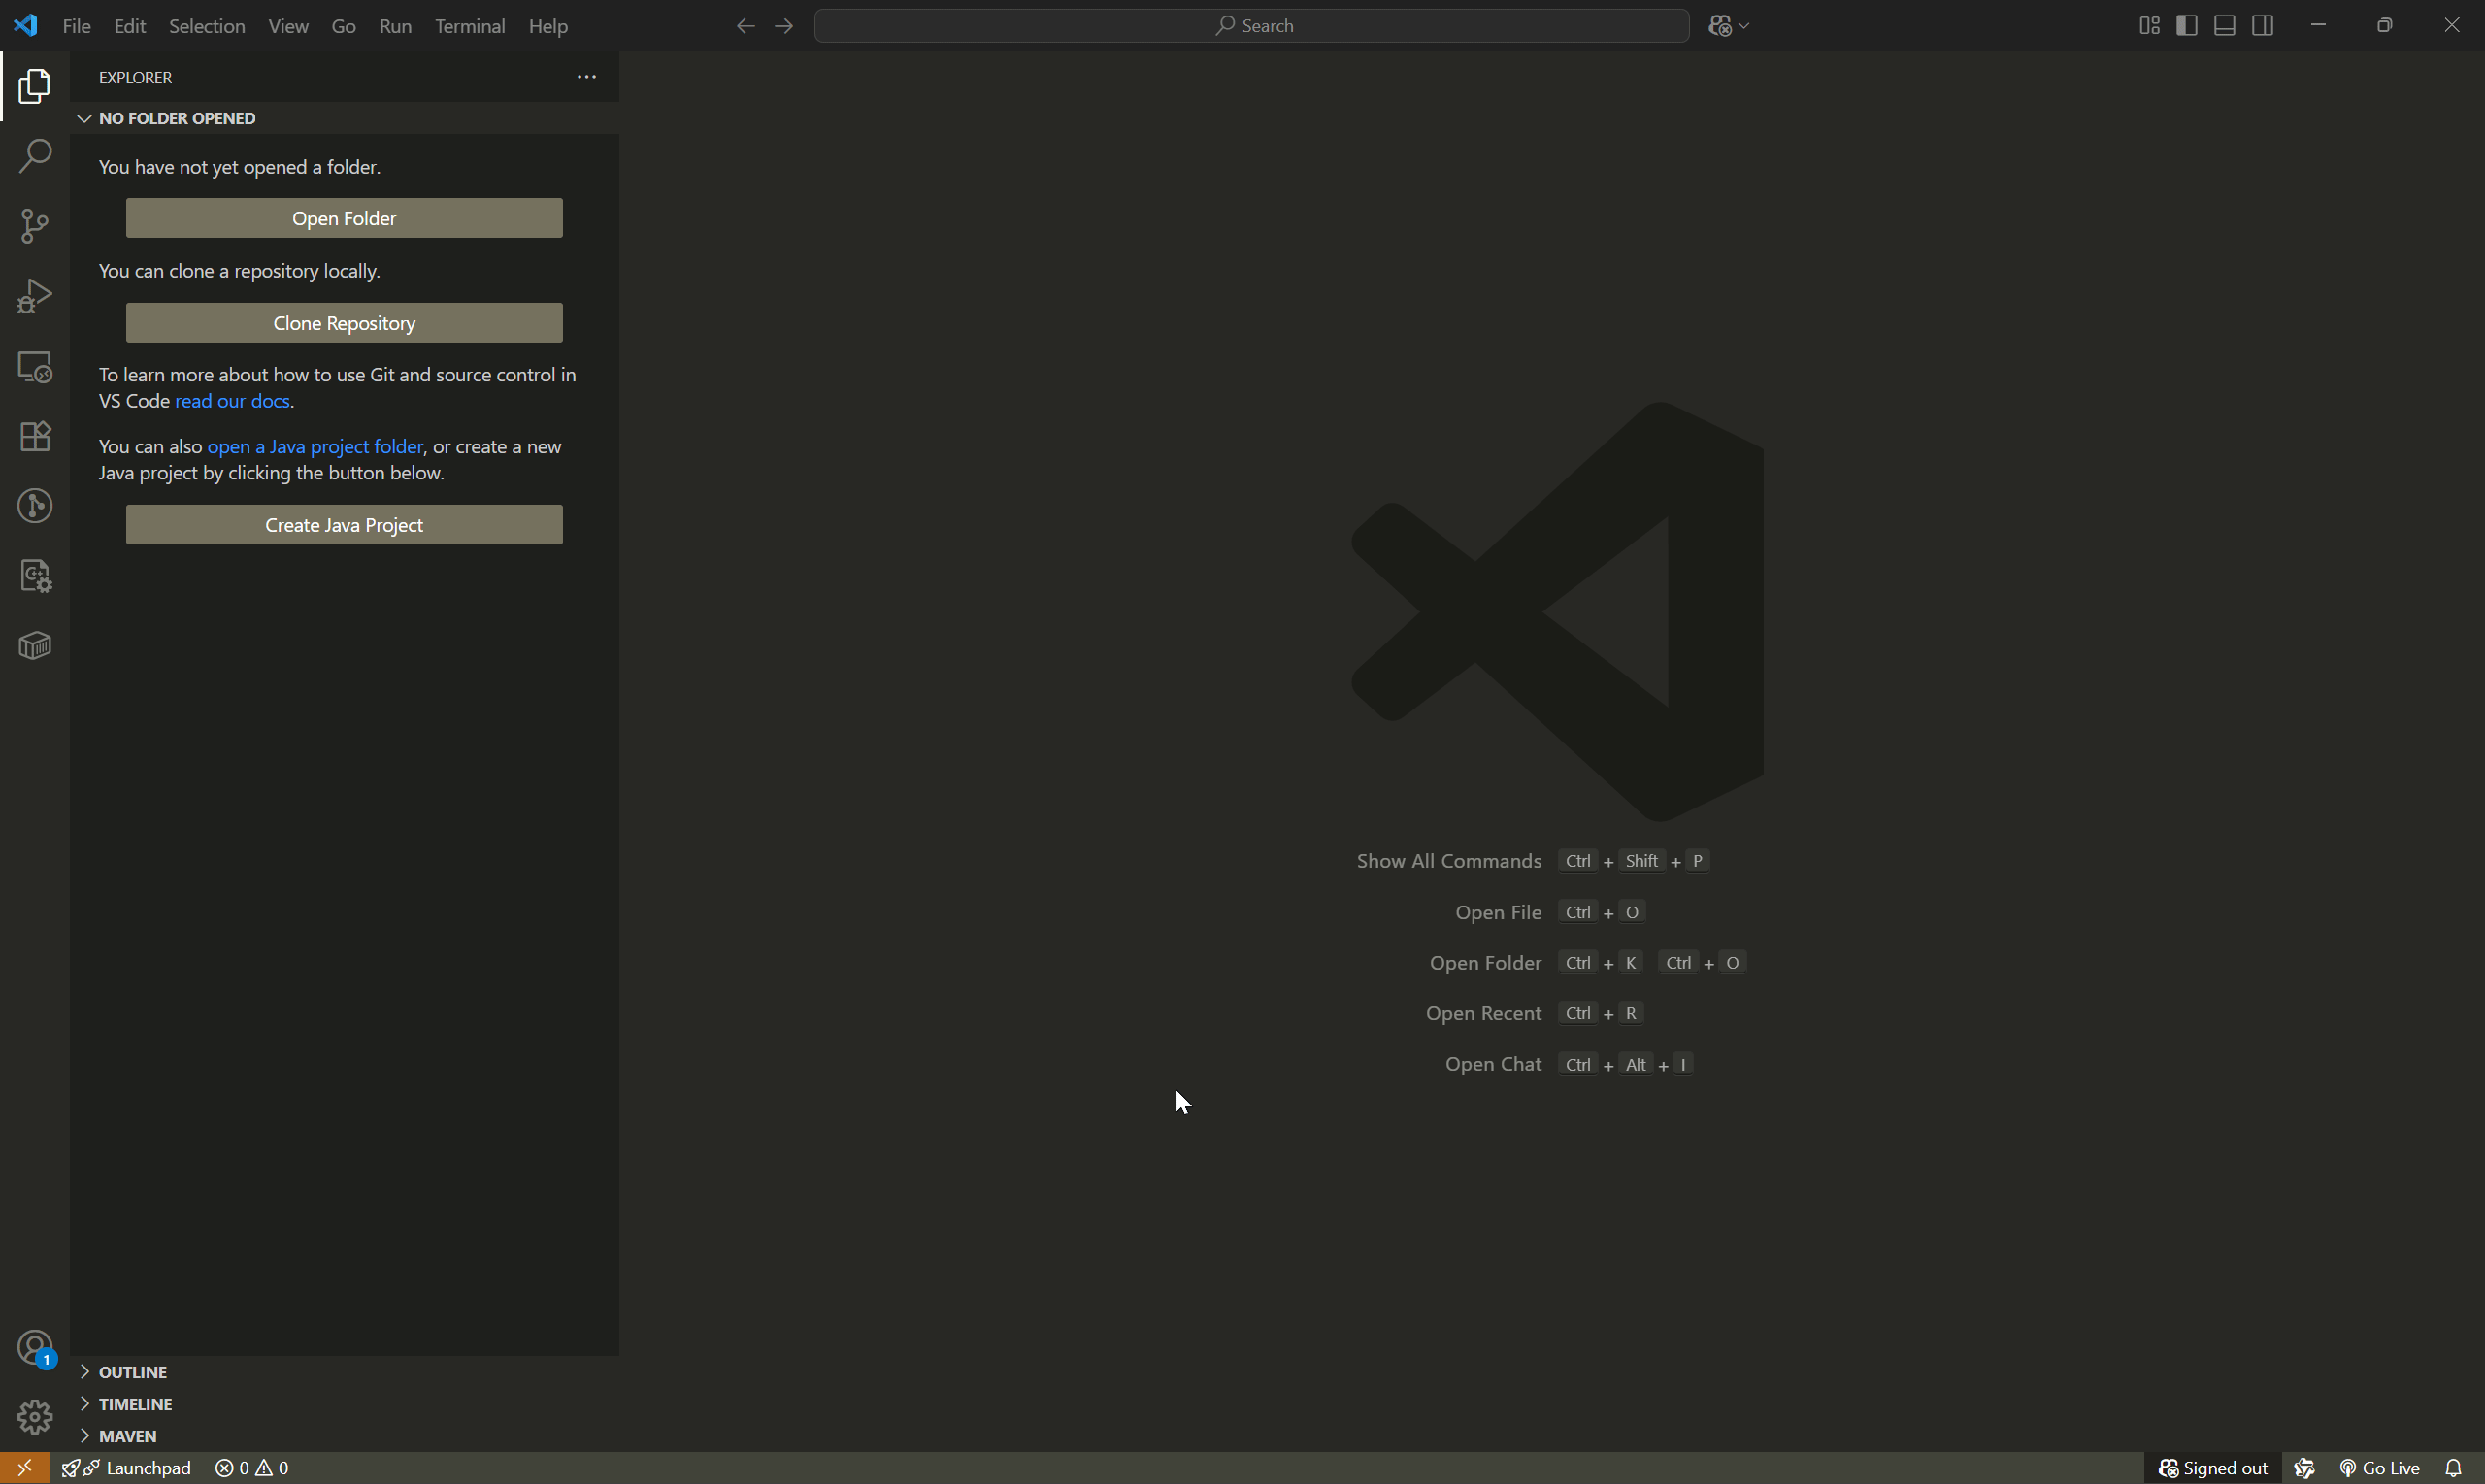 File Edit Selection View Go Run Terminal Help
Search
EXPLORER
NO FOLDER OPENED
You have not yet opened a folder.
Open Folder
You can clone a repository locally.
Clone Repository
To learn more about how to use Git and source control in
VS Code read our docs.
You can also open a Java project folder, or create a new
Java project by clicking the button below.
Create Java Project
Show All Commands Ctrl + Shift + P
Open File Ctrl + O
Open Folder Ctrl + K Ctrl + O
Open Recent Ctrl + R
Open Chat Ctrl + Alt + I
1
OUTLINE
TIMELINE
MAVEN
Launchpad 0 0 Signed out Go Live